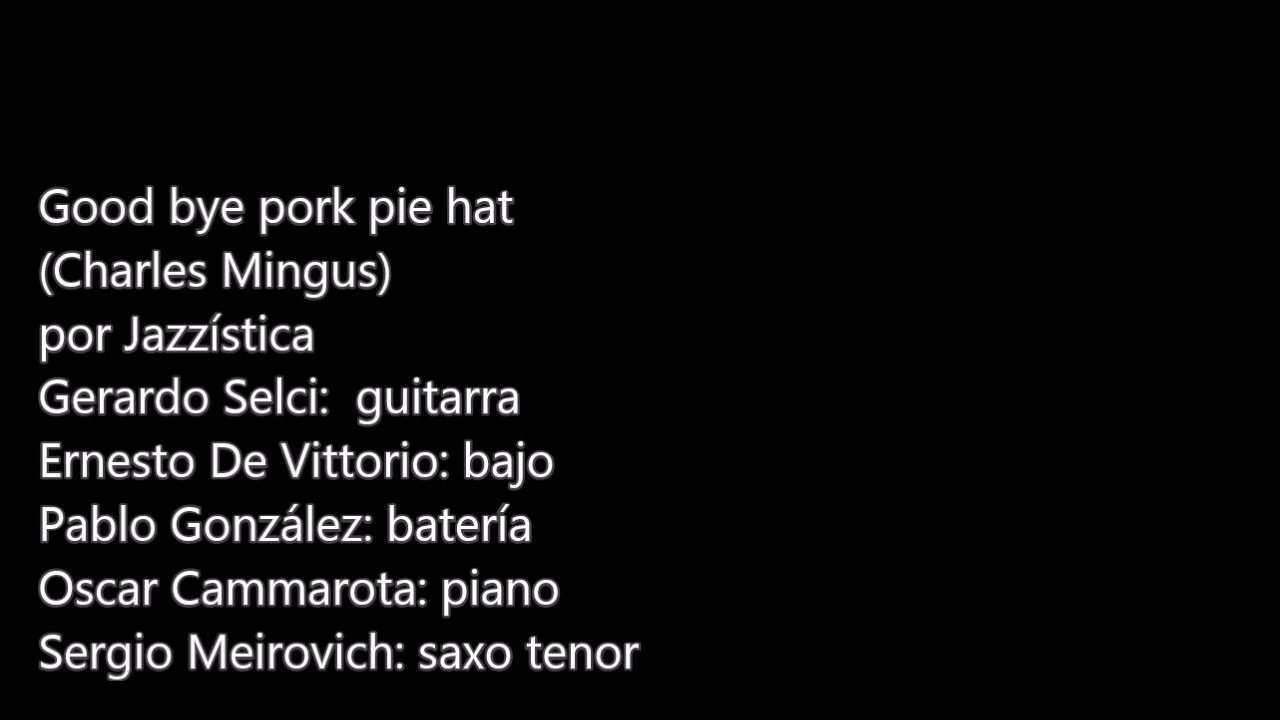 Good bye pork pie hat
(Charles Mingus)
por Jazzística
Gerardo Selci:  guitarra
Ernesto De Vittorio: bajo
Pablo González: batería
Oscar Cammarota: piano
Sergio Meirovich: saxo tenor